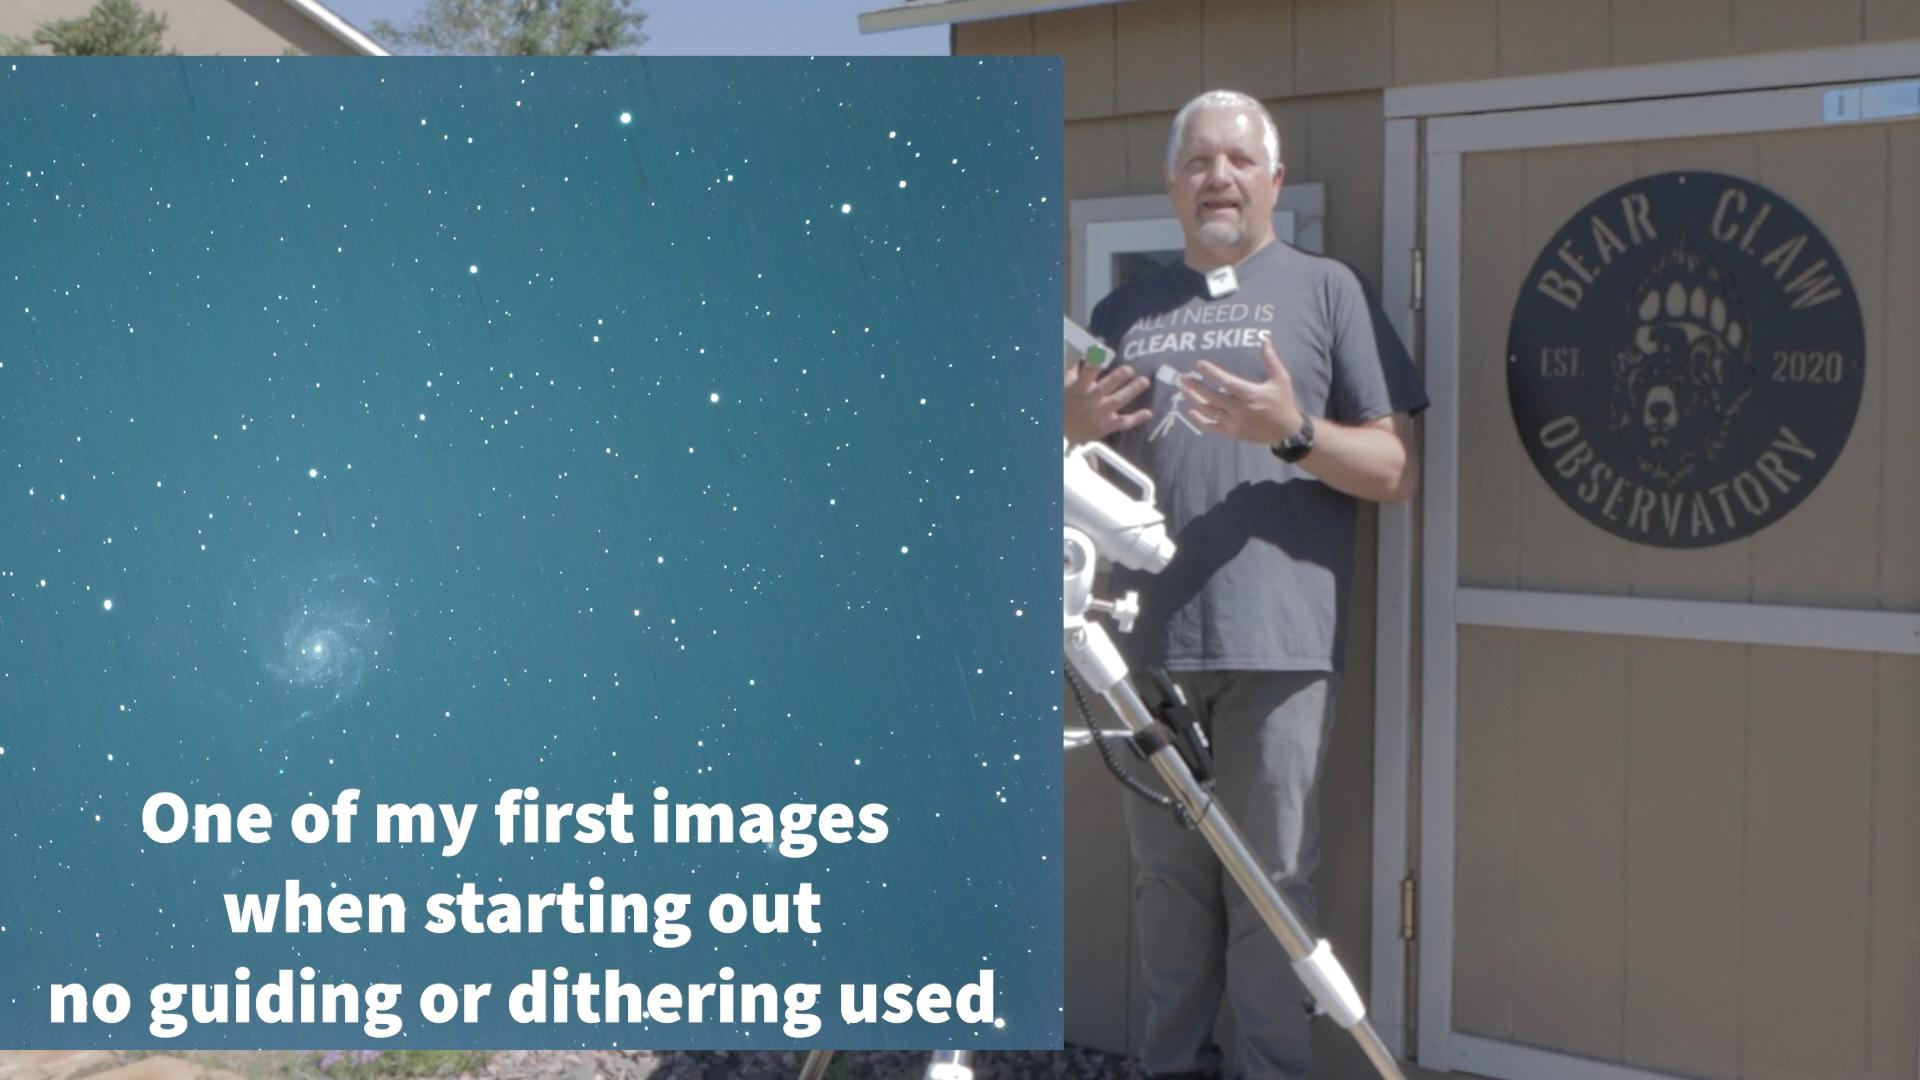 One of my first images
when starting out
no guiding or dithering used
ALL I NEED IS
CLEAR SKIES
BEAR CLAW
EST. 2020
OBSERVATORY